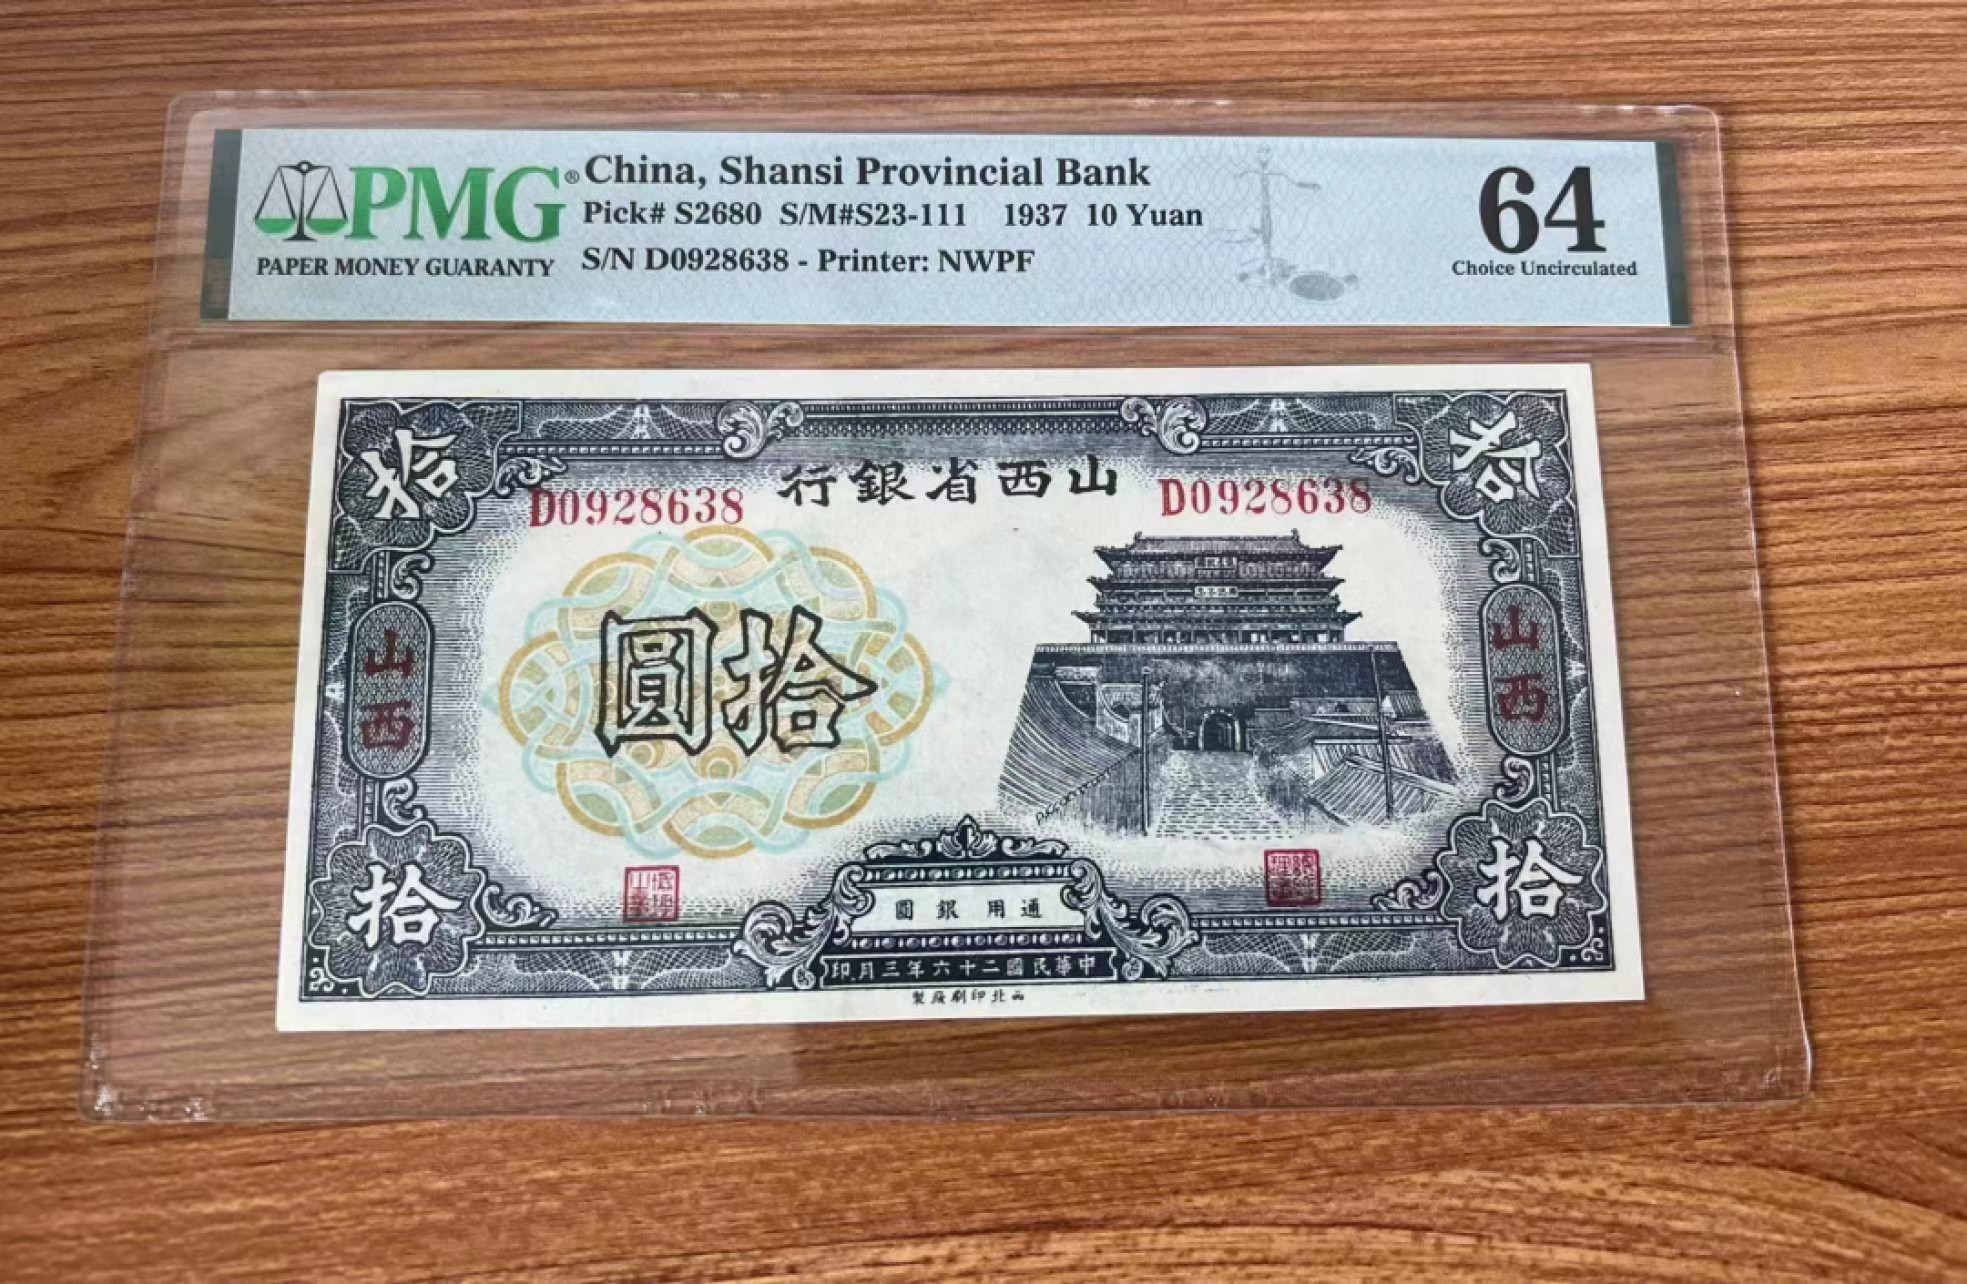 PMG® China, Shansi Provincial Bank
Pick# S2680 S/M#S23-111 1937 10 Yuan
PAPER MONEY GUARANTY
S/N D0928638 - Printer: NWPF
64
Choice Uncirculated
拾
拾
山西省銀行
D0928638
D0928638
拾圓
山西
山西
通用銀圓
拾
拾
中華民國二十六年三月印
西北印刷廠製